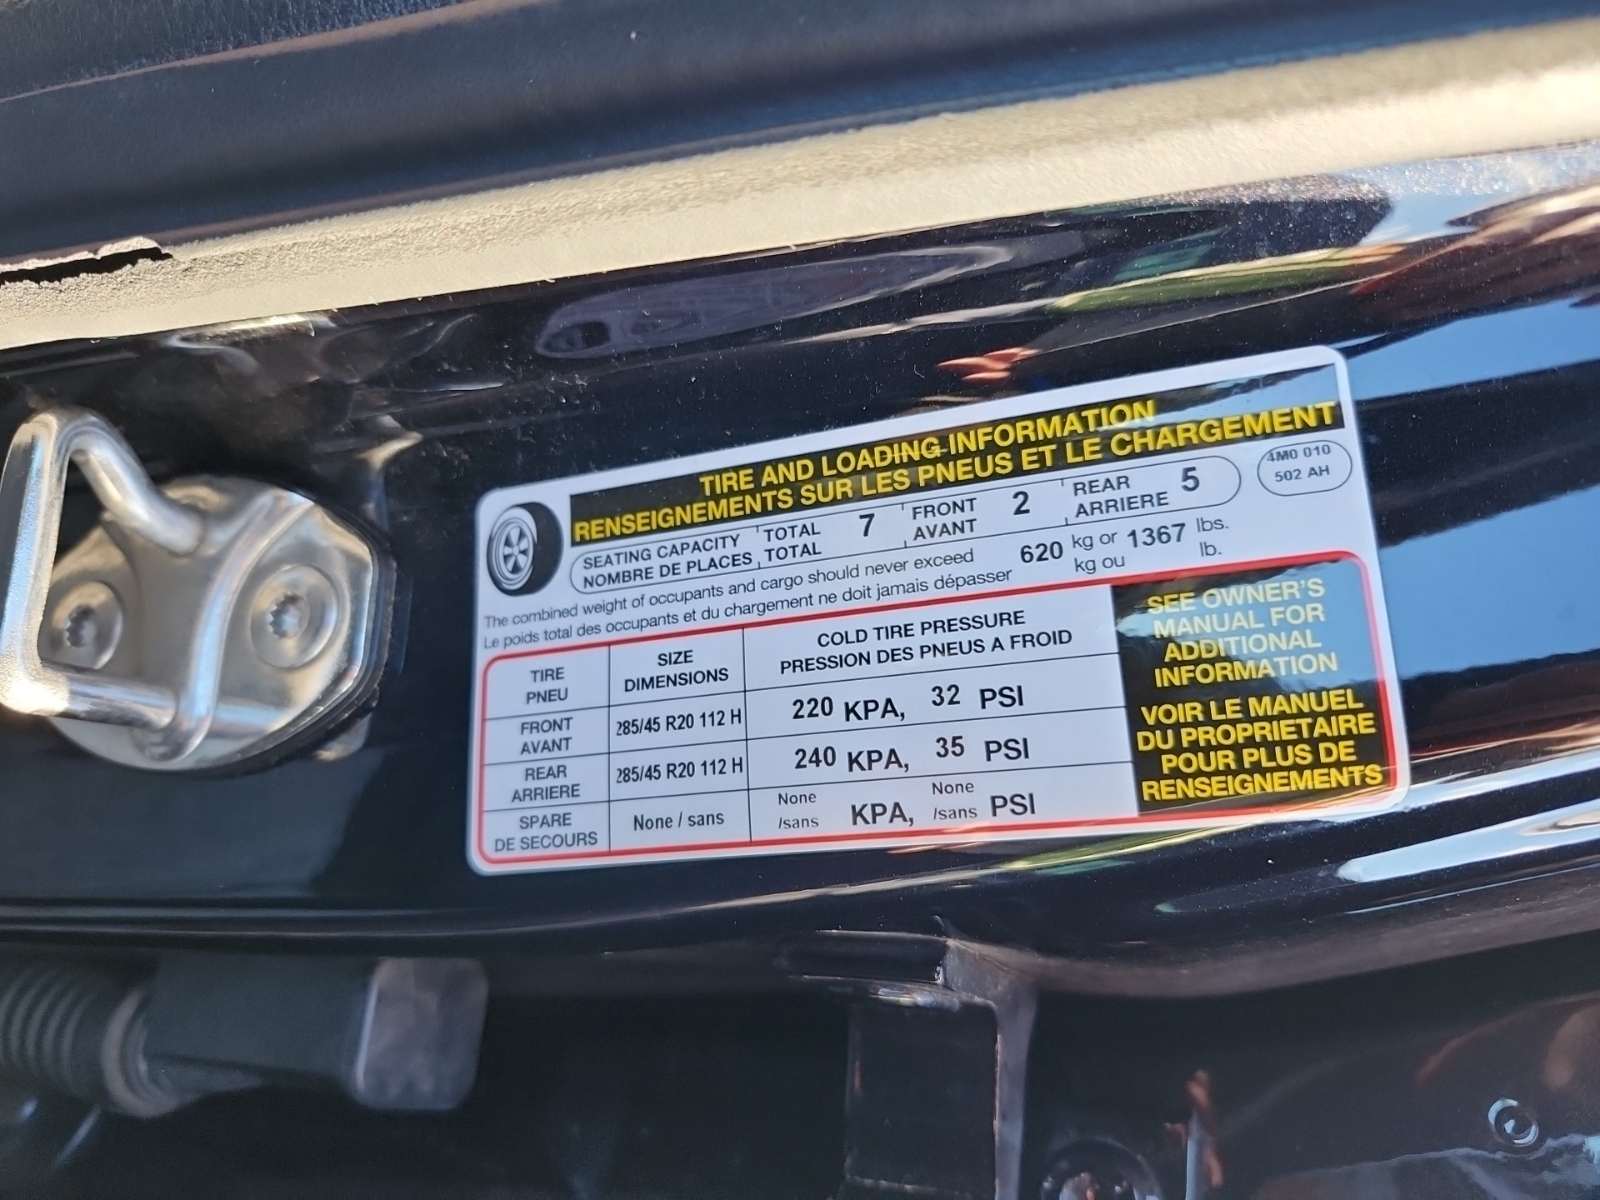 TIRE AND LOADING INFORMATION
RENSEIGNEMENTS SUR LES PNEUS ET LE CHARGEMENT
SEATING CAPACITY TOTAL 7 FRONT 2 REAR 5
NOMBRE DE PLACES TOTAL AVANT ARRIERE
4M0 010
502 AH
The combined weight of occupants and cargo should never exceed 620 kg or 1367 lbs.
Le poids total des occupants et du chargement ne doit jamais dépasser kg ou lb.
TIRE SIZE COLD TIRE PRESSURE
PNEU DIMENSIONS PRESSION DES PNEUS A FROID
FRONT
AVANT 285/45 R20 112 H 220 KPA, 32 PSI
REAR
ARRIERE 285/45 R20 112 H 240 KPA, 35 PSI
SPARE None None
DE SECOURS None / sans /sans KPA, /sans PSI
SEE OWNER'S
MANUAL FOR
ADDITIONAL
INFORMATION
VOIR LE MANUEL
DU PROPRIETAIRE
POUR PLUS DE
RENSEIGNEMENTS